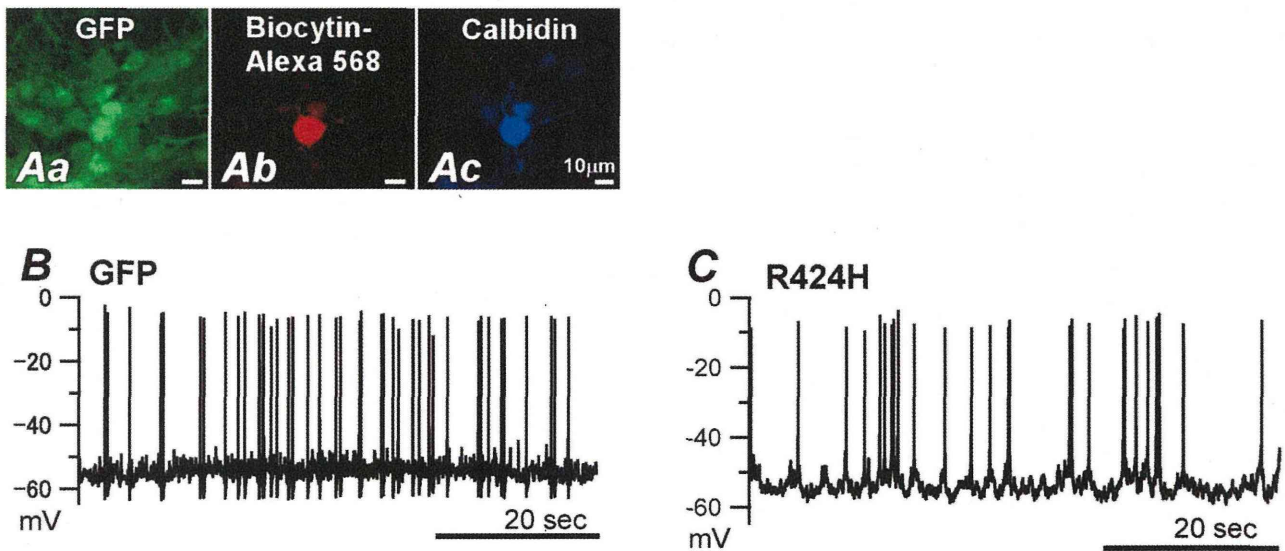 GFP
Aa
Biocytin-
Alexa 568
Ab
Calbidin
Ac
10μm
B GFP
0
−20
−40
−60
mV
20 sec
C R424H
0
-20
-40
-60
mV
20 sec